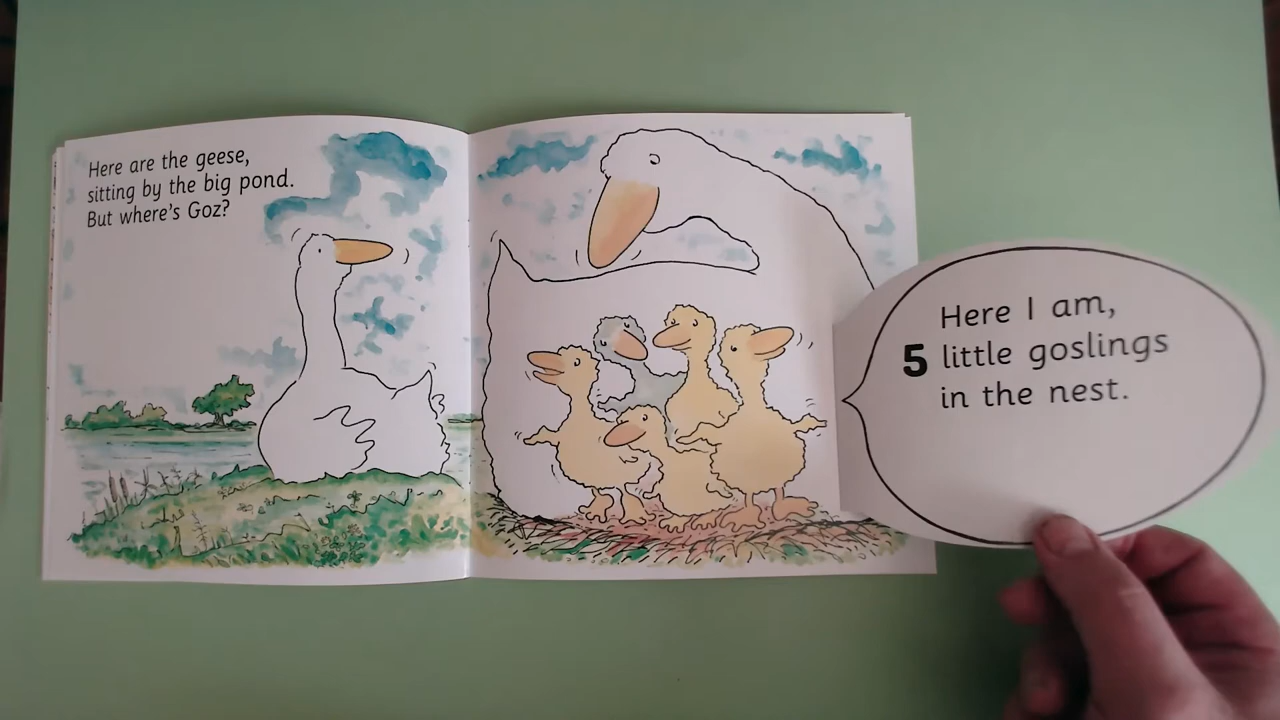 Here are the geese,
sitting by the big pond.
But where's Goz?
Here I am,
5 little goslings
in the nest.